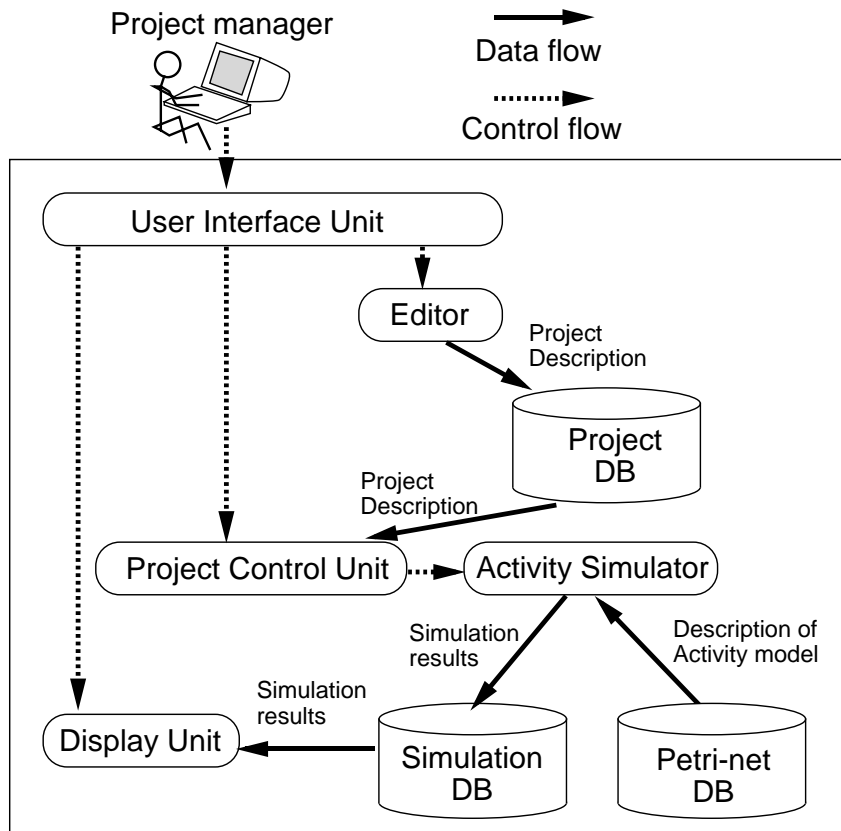 Project manager
Data flow
Control flow
User Interface Unit
Editor
Project
Description
Project
DB
Project
Description
Project Control Unit
Activity Simulator
Simulation
results
Description of
Activity model
Simulation
results
Display Unit
Simulation
DB
Petri-net
DB